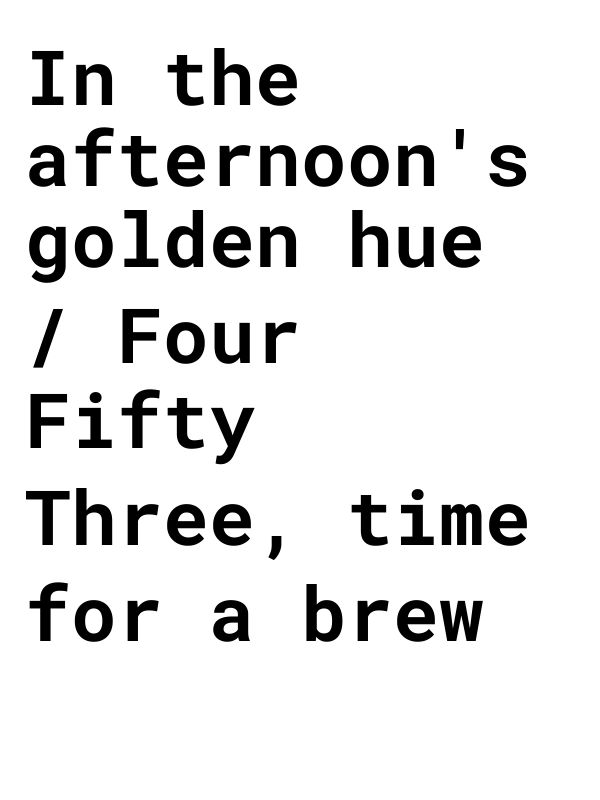 In the
afternoon's
golden hue
/ Four
Fifty
Three, time
for a brew